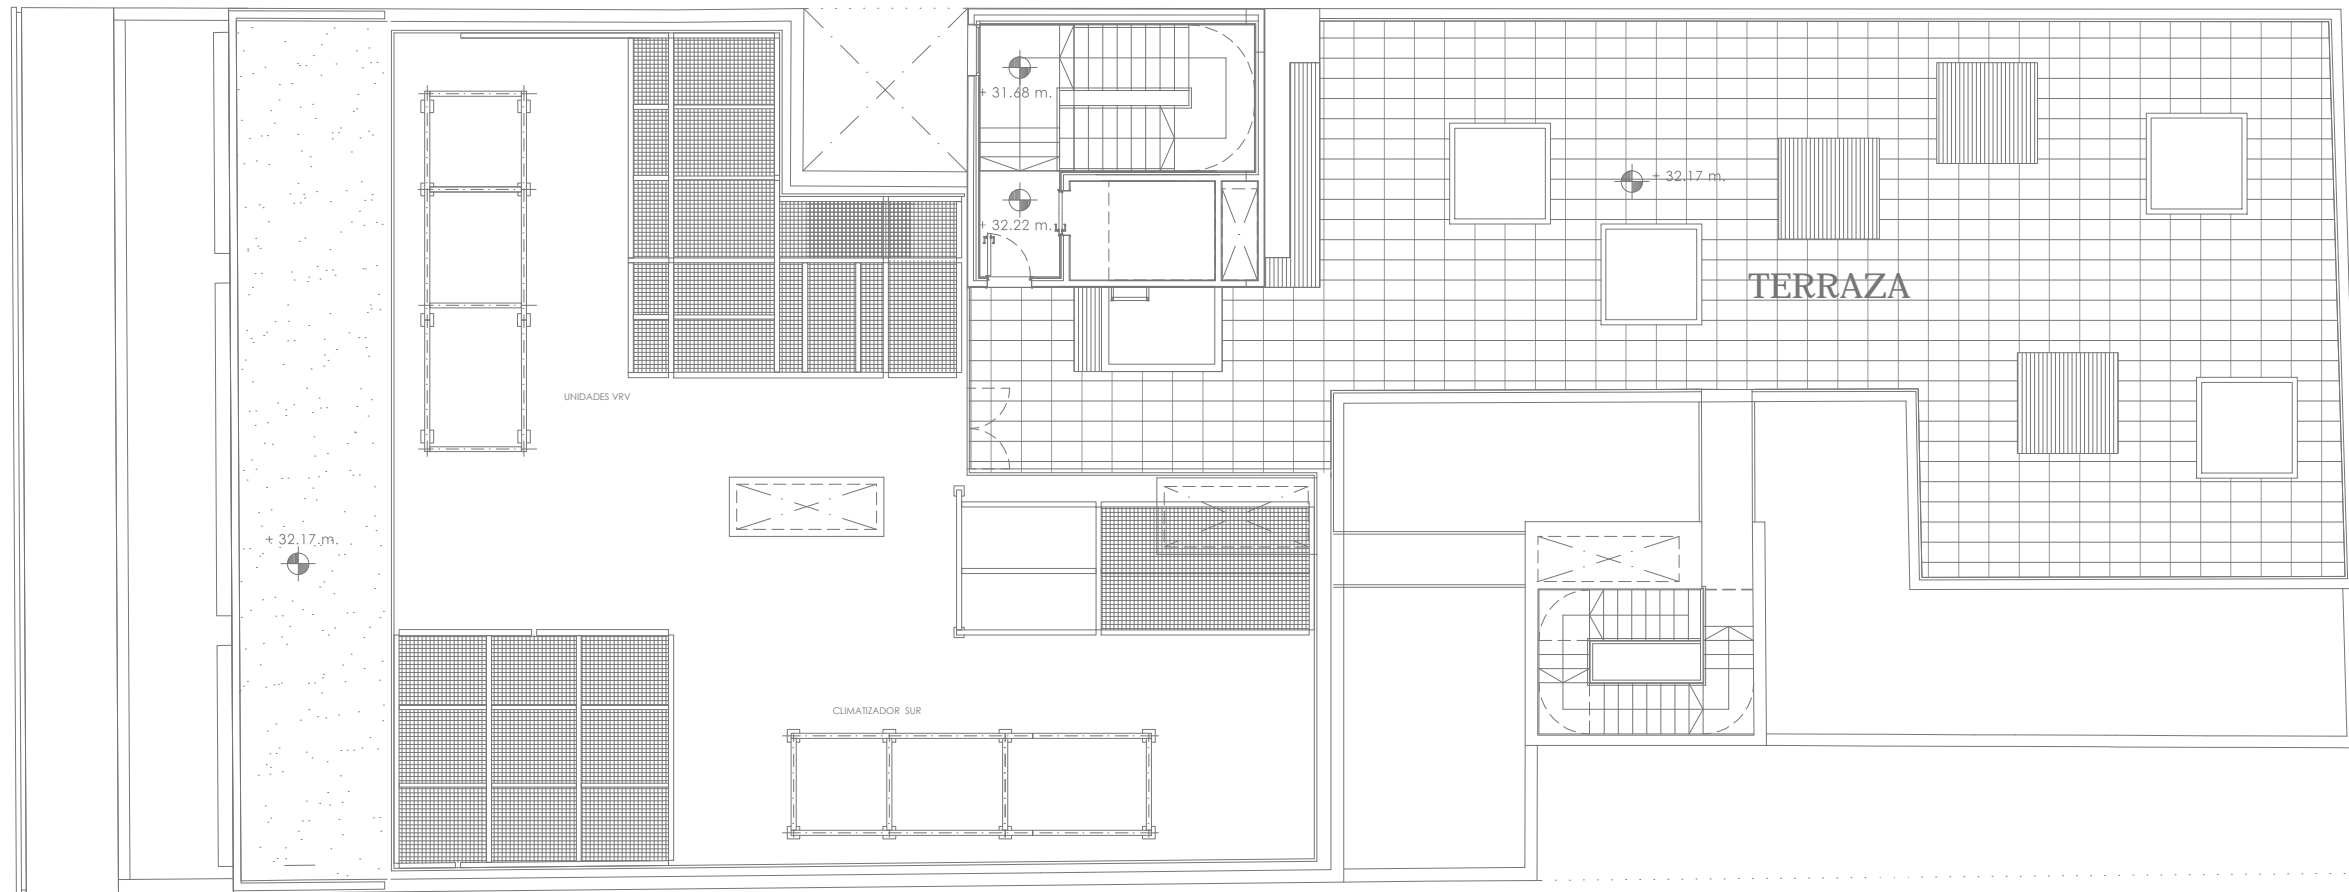 + 31.68 m.
+ 32.17 m.
+ 32.22 m.
TERRAZA
UNIDADES VRV
+ 32.17 m.
CLIMATIZADOR SUR